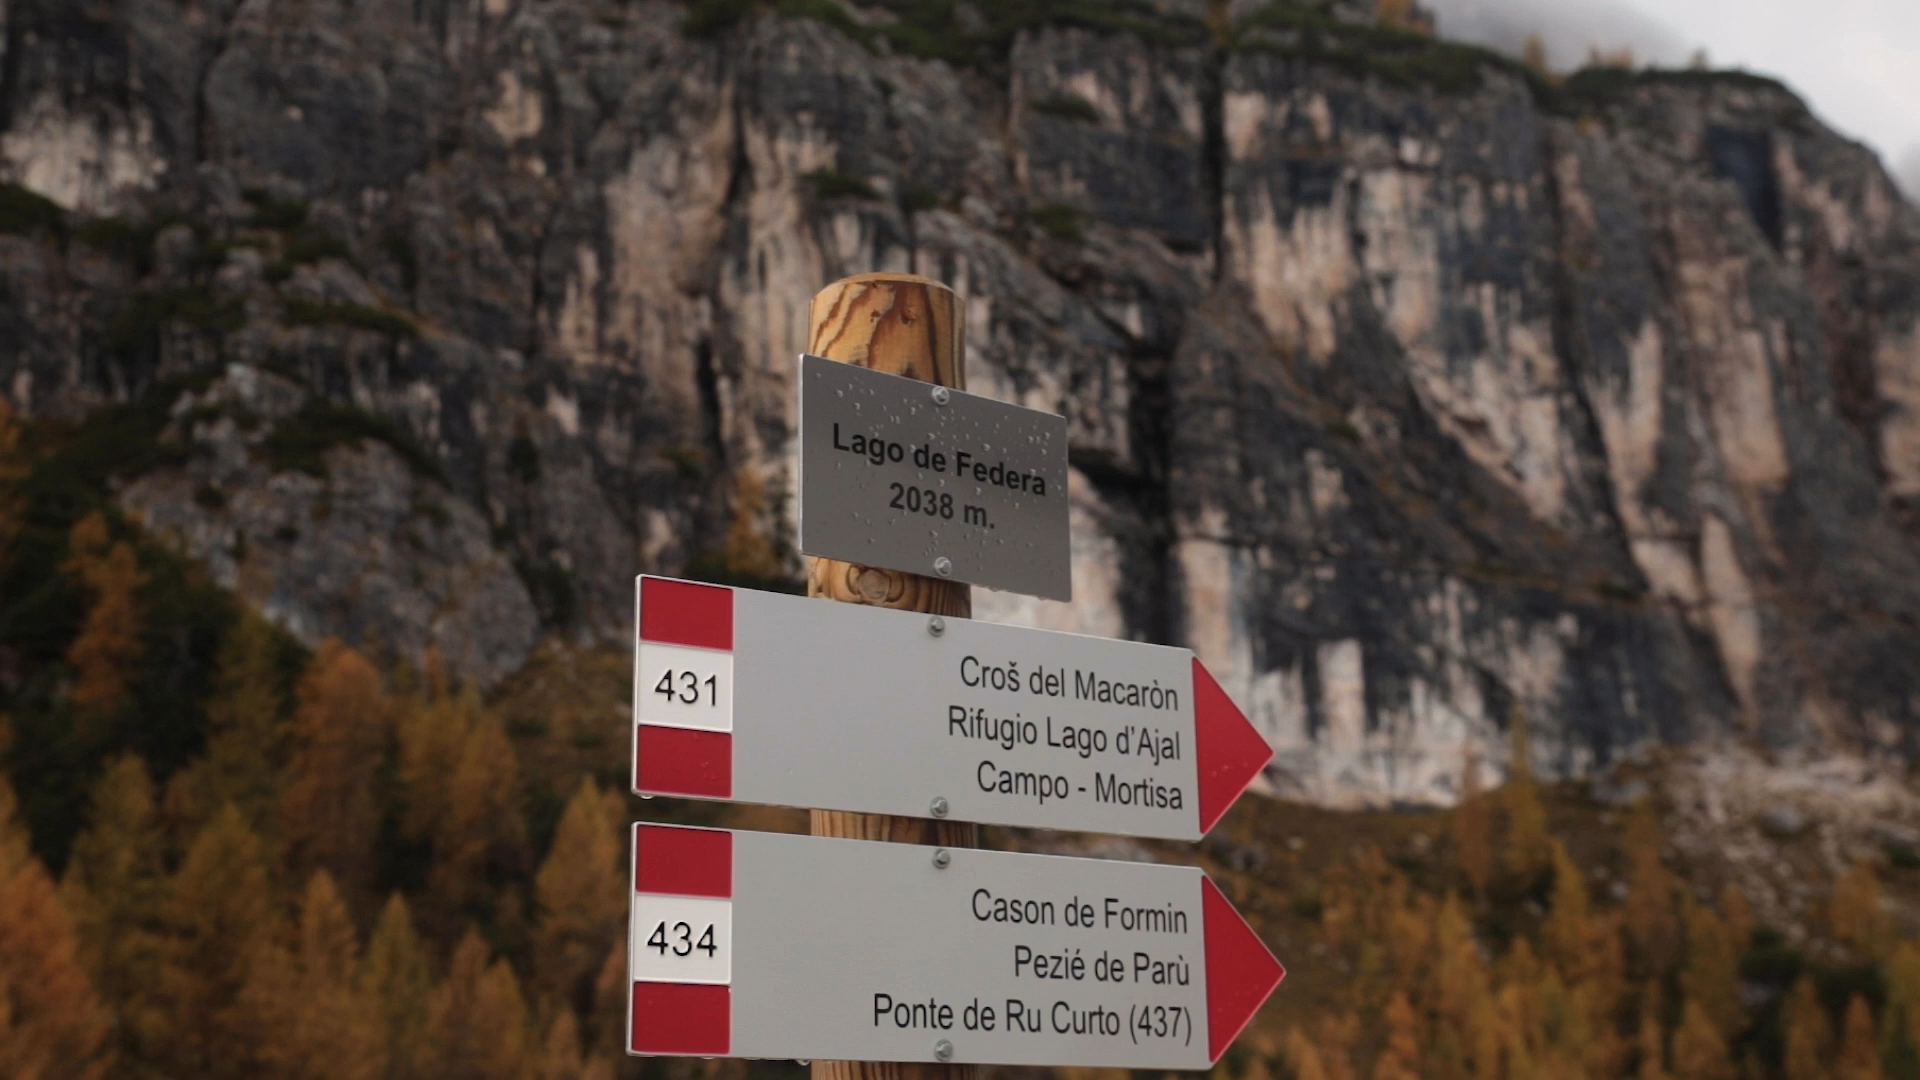 Lago de Federa
2038 m.
431
Croš del Macaròn
Rifugio Lago d'Ajal
Campo - Mortisa
434
Cason de Formin
Pezié de Parù
Ponte de Ru Curto (437)